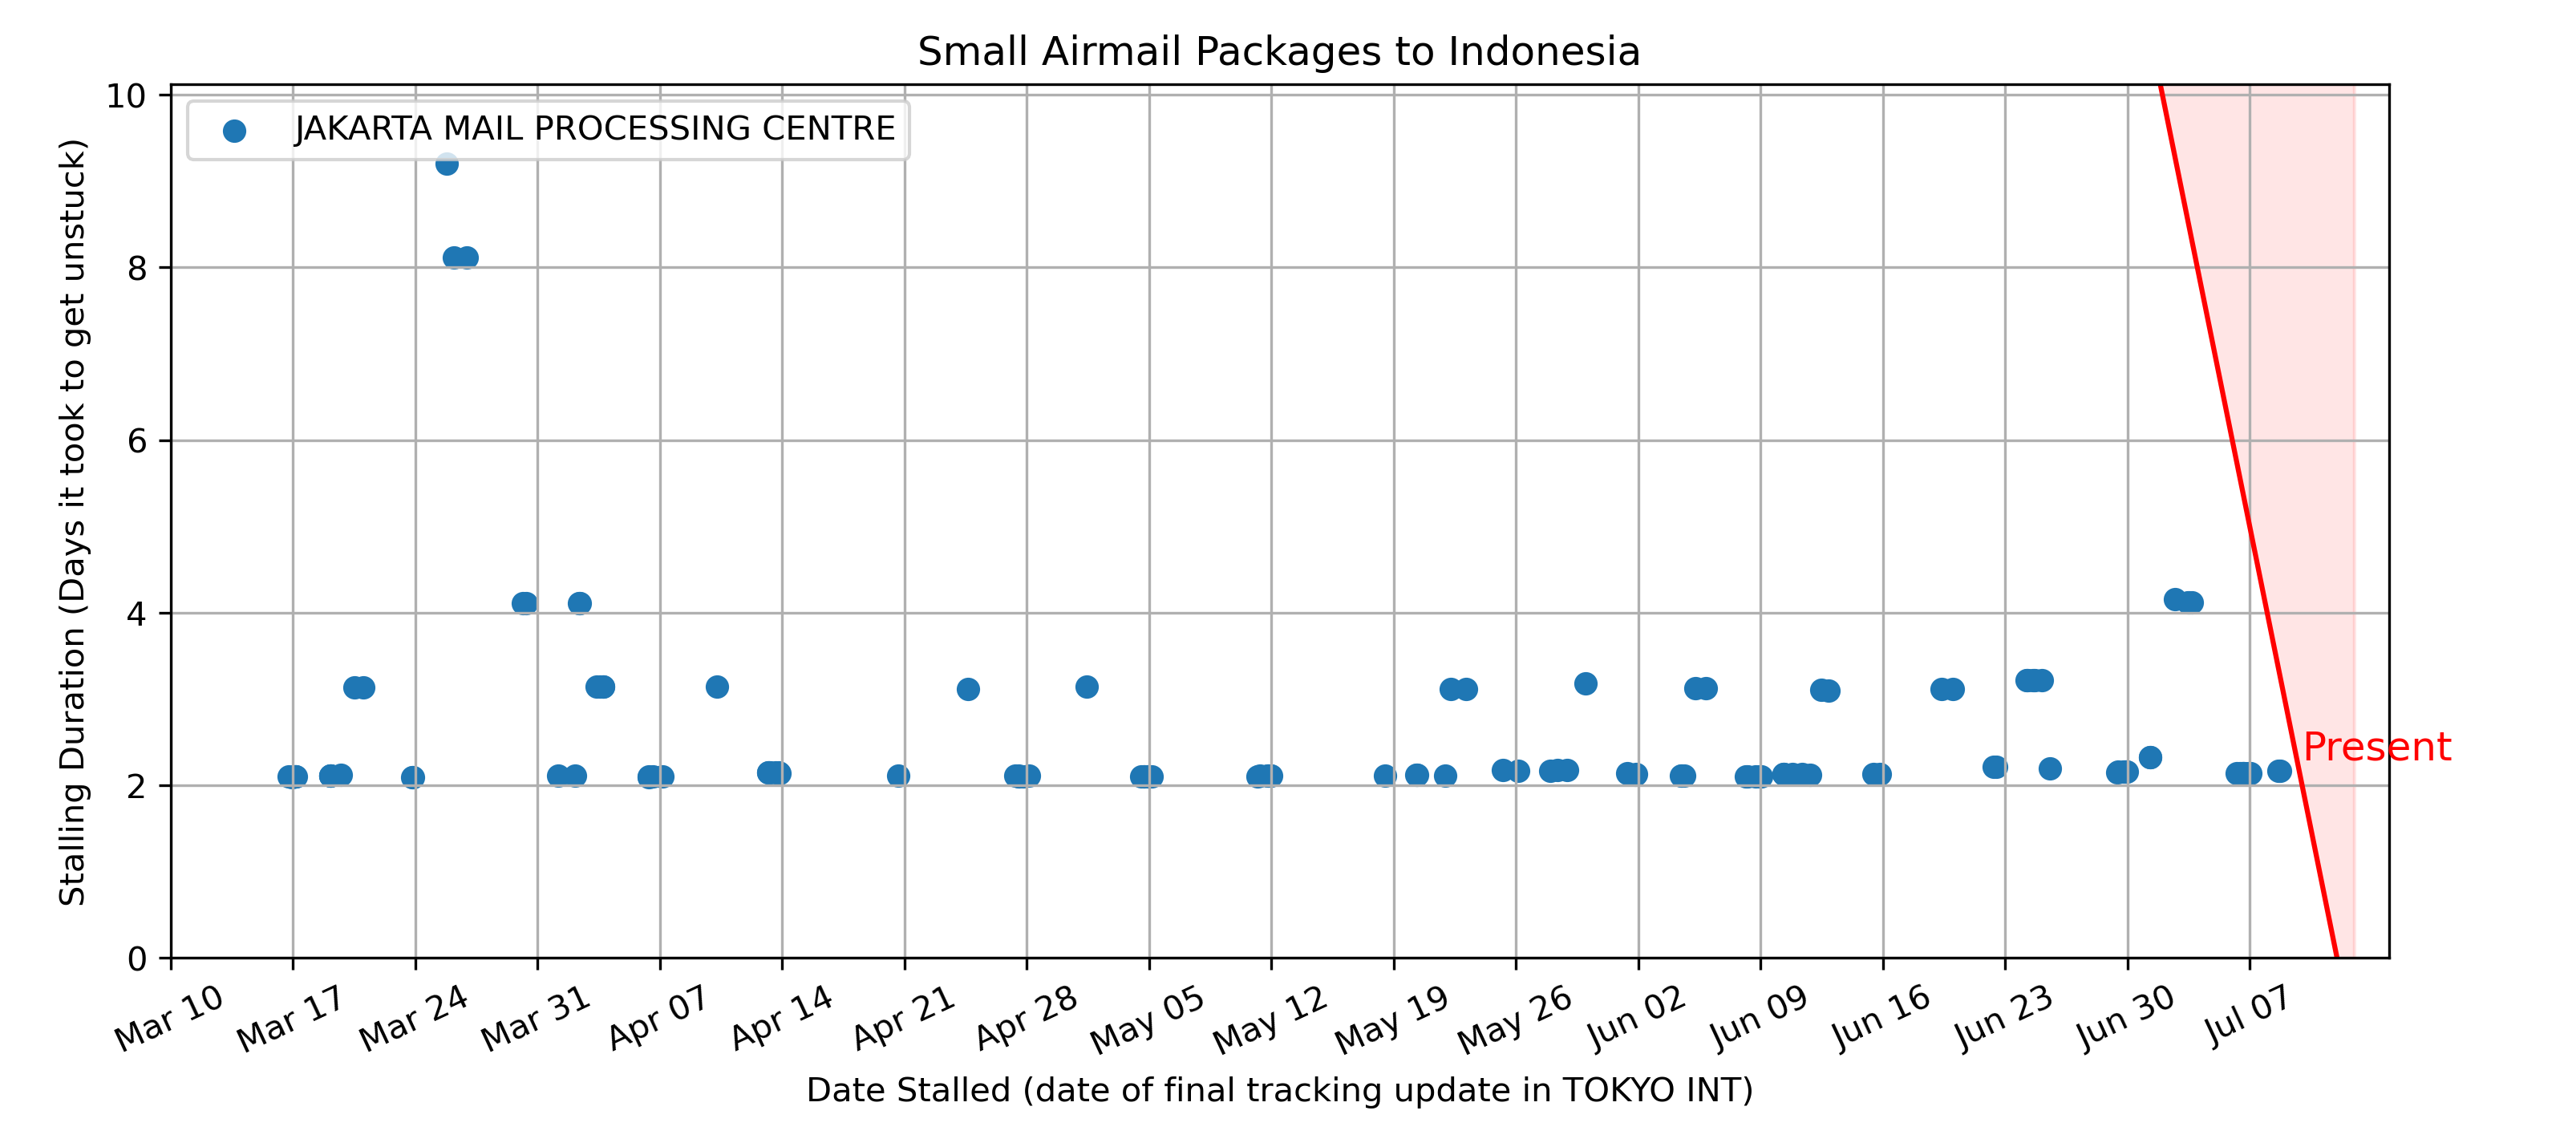 Small Airmail Packages to Indonesia
JAKARTA MAIL PROCESSING CENTRE
Stalling Duration (Days it took to get unstuck)
10
8
6
4
2
0
Present
Mar 10
Mar 17
Mar 24
Mar 31
Apr 07
Apr 14
Apr 21
Apr 28
May 05
May 12
May 19
May 26
Jun 02
Jun 09
Jun 16
Jun 23
Jun 30
Jul 07
Date Stalled (date of final tracking update in TOKYO INT)